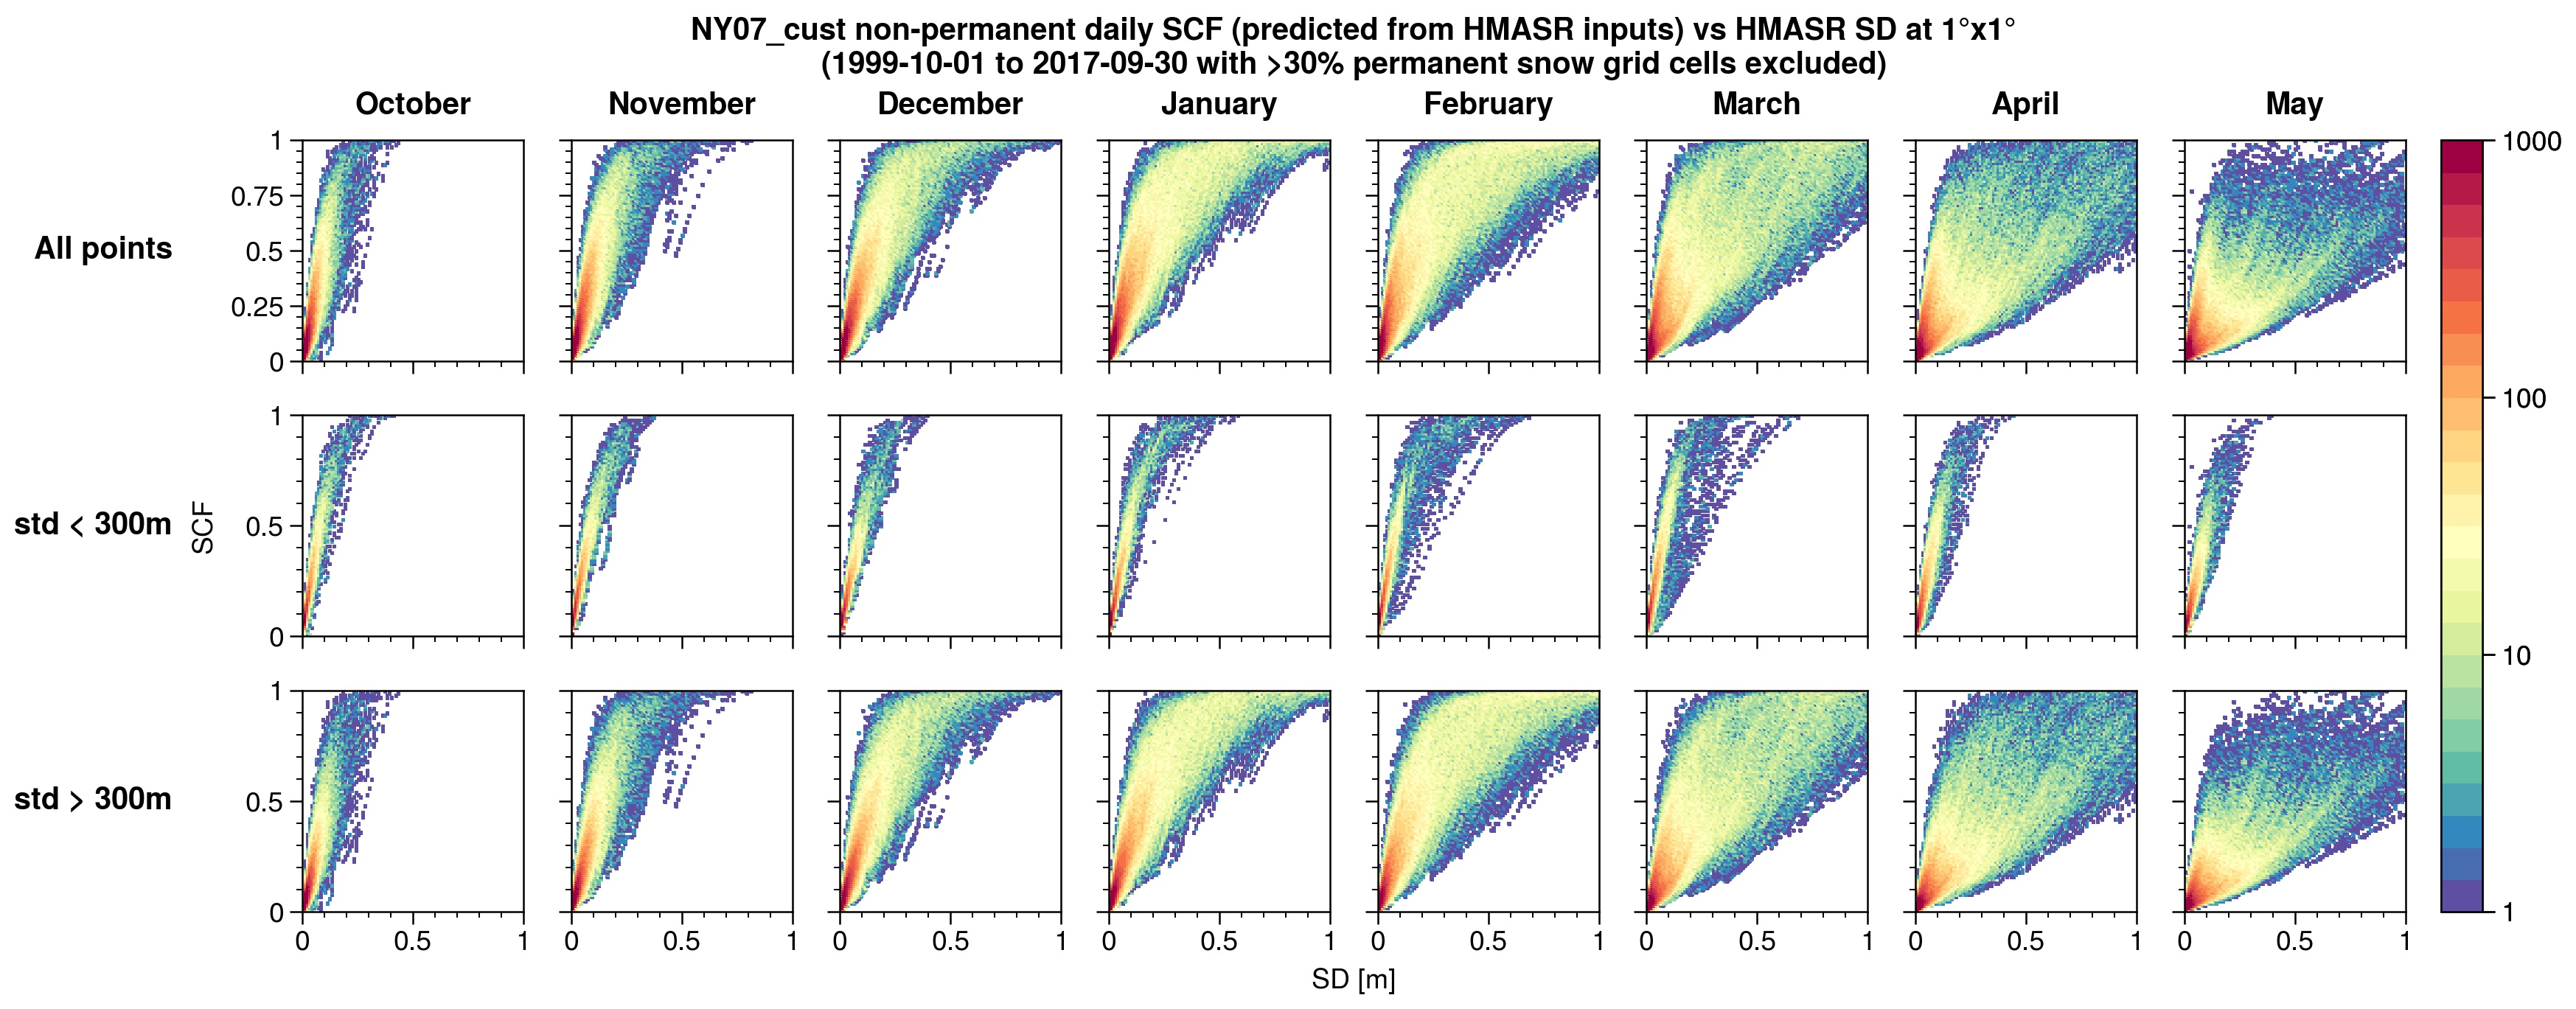 NY07_cust non-permanent daily SCF (predicted from HMASR inputs) vs HMASR SD at 1°x1°
(1999-10-01 to 2017-09-30 with >30% permanent snow grid cells excluded)
October November December January February March April May
1 1000
0.75
All points 0.5
0.25
0
100
1
std < 300m SCF 0.5
0
10
1
std > 300m 0.5
0 1
0 0.5 1 0 0.5 1 0 0.5 1 0 0.5 1 0 0.5 1 0 0.5 1 0 0.5 1 0 0.5 1
SD [m]